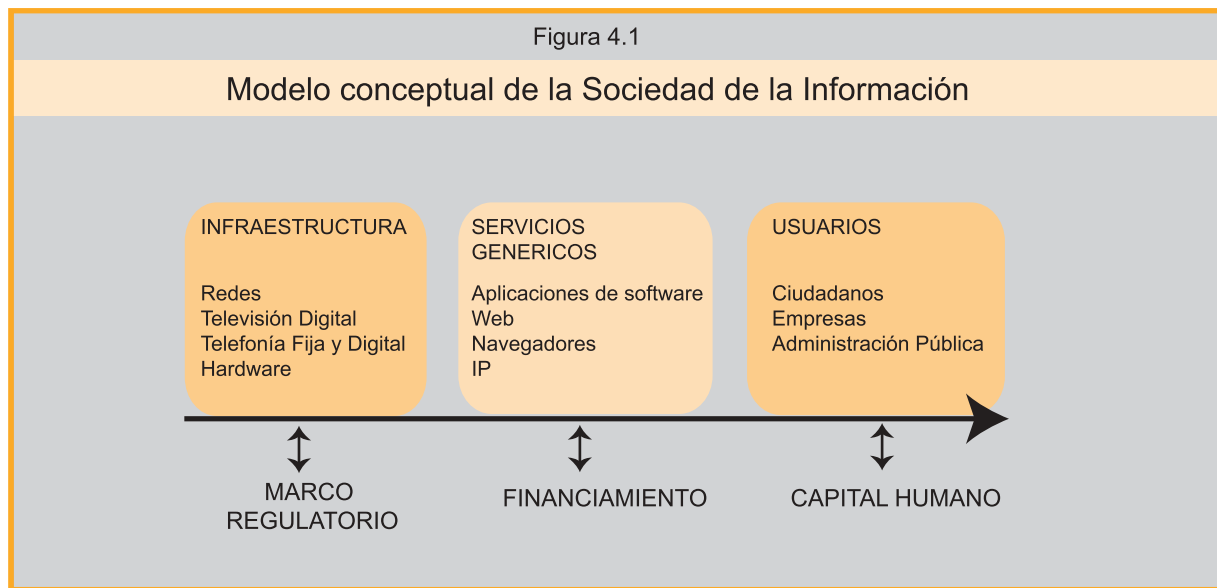 Figura 4.1
Modelo conceptual de la Sociedad de la Información
INFRAESTRUCTURA
Redes
Televisión Digital
Telefonía Fija y Digital
Hardware
SERVICIOS
GENERICOS
Aplicaciones de software
Web
Navegadores
IP
USUARIOS
Ciudadanos
Empresas
Administración Pública
MARCO
REGULATORIO
FINANCIAMIENTO
CAPITAL HUMANO